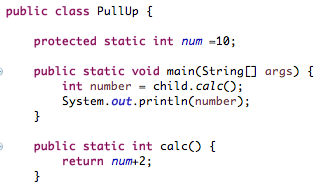 public class PullUp {
protected static int num =10;
public static void main(String[] args) {
int number = child.calc();
System.out.println(number);
}
public static int calc() {
return num+2;
}